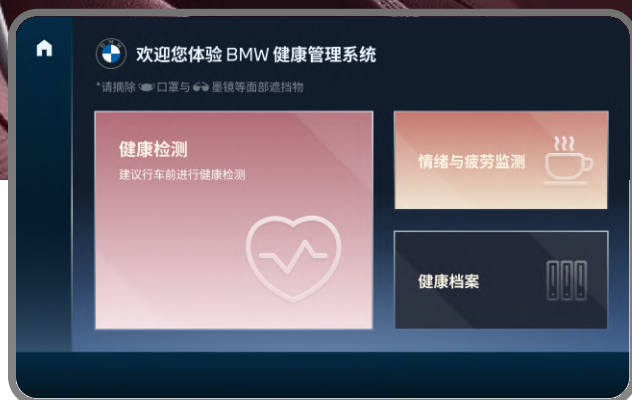 欢迎您体验 BMW 健康管理系统
*请摘除口罩与墨镜等面部遮挡物
健康检测
建议行车前进行健康检测
情绪与疲劳监测
健康档案